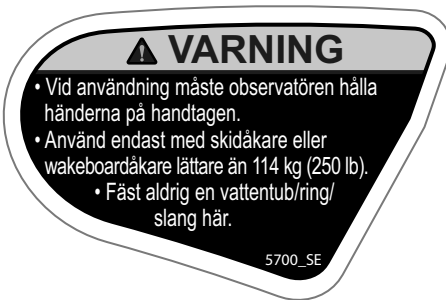 VARNING
• Vid användning måste observatören hålla
händerna på handtagen.
• Använd endast med skidåkare eller
wakeboardåkare lättare än 114 kg (250 lb).
• Fäst aldrig en vattentub/ring/
slang här.
5700_SE